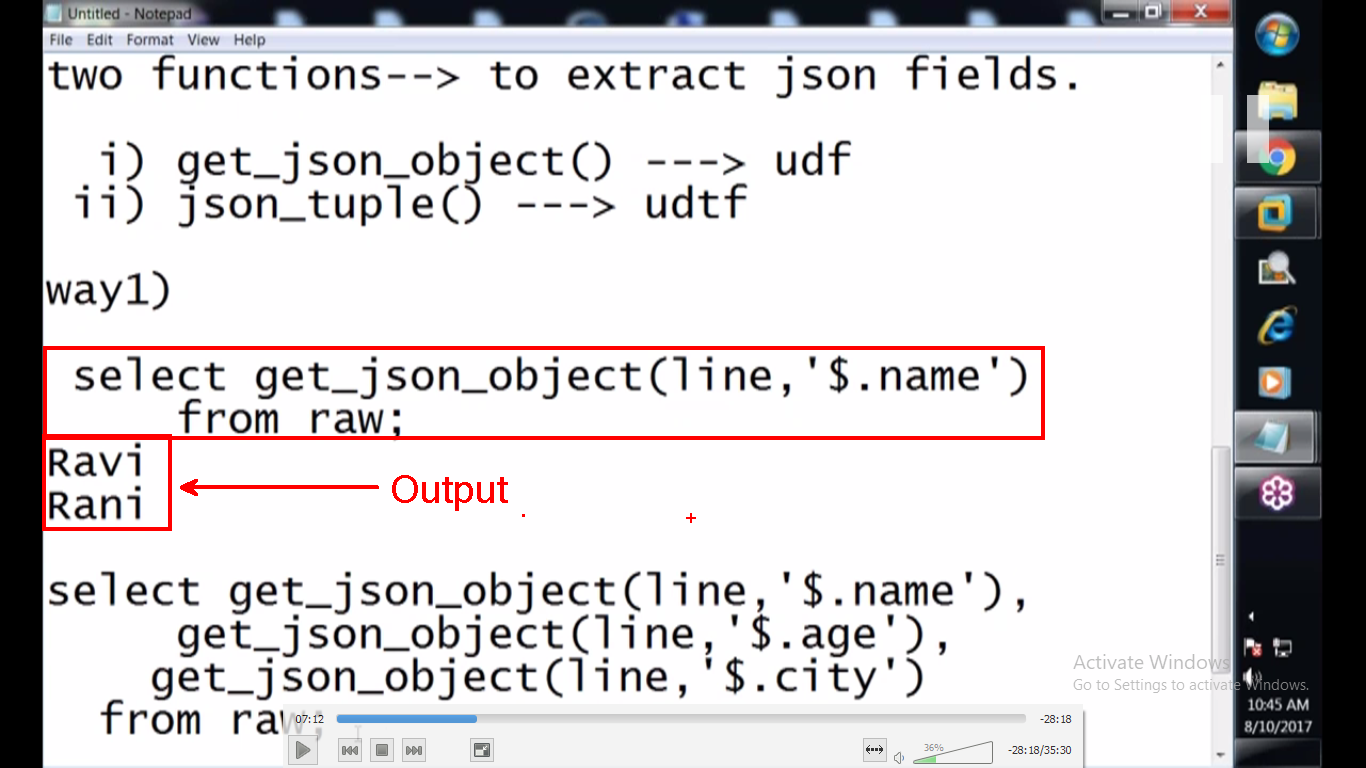 Untitled - Notepad
File Edit Format View Help
two functions--> to extract json fields.
i) get_json_object() ---> udf
ii) json_tuple() ---> udtf
way1)
select get_json_object(line,'$.name')
from raw;
Ravi
Rani
Output
select get_json_object(line,'$.name'),
get_json_object(line,'$.age'),
get_json_object(line,'$.city')
from raw;
Activate Windows
Go to Settings to activate Windows.
10:45 AM
8/10/2017
07:12
-28:18
36%
-28:18/35:30